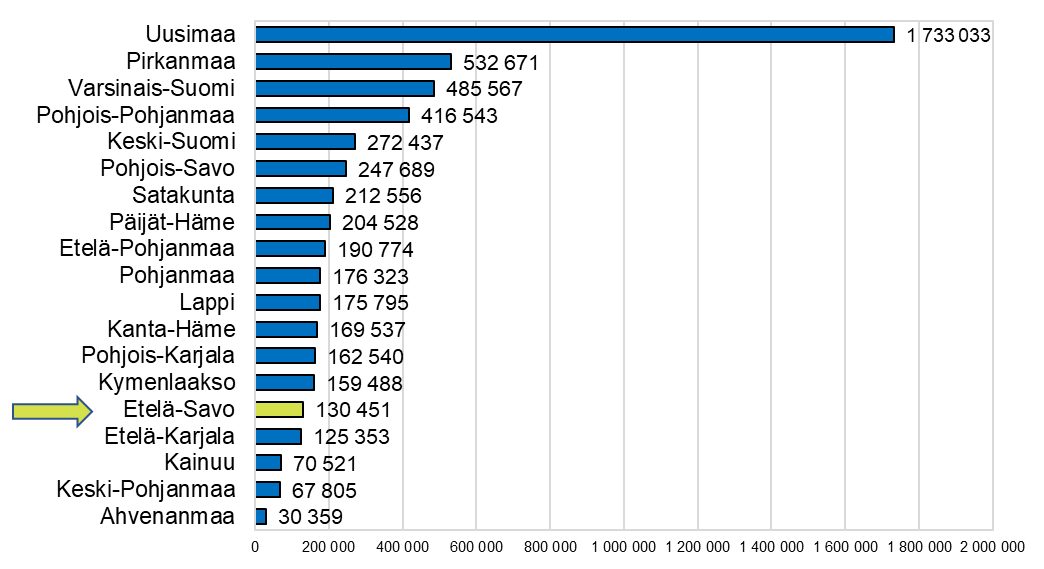 Uusimaa 1 733 033
Pirkanmaa 532 671
Varsinais-Suomi 485 567
Pohjois-Pohjanmaa 416 543
Keski-Suomi 272 437
Pohjois-Savo 247 689
Satakunta 212 556
Päijät-Häme 204 528
Etelä-Pohjanmaa 190 774
Pohjanmaa 176 323
Lappi 175 795
Kanta-Häme 169 537
Pohjois-Karjala 162 540
Kymenlaakso 159 488
Etelä-Savo 130 451
Etelä-Karjala 125 353
Kainuu 70 521
Keski-Pohjanmaa 67 805
Ahvenanmaa 30 359
0 200 000 400 000 600 000 800 000 1 000 000 1 200 000 1 400 000 1 600 000 1 800 000 2 000 000